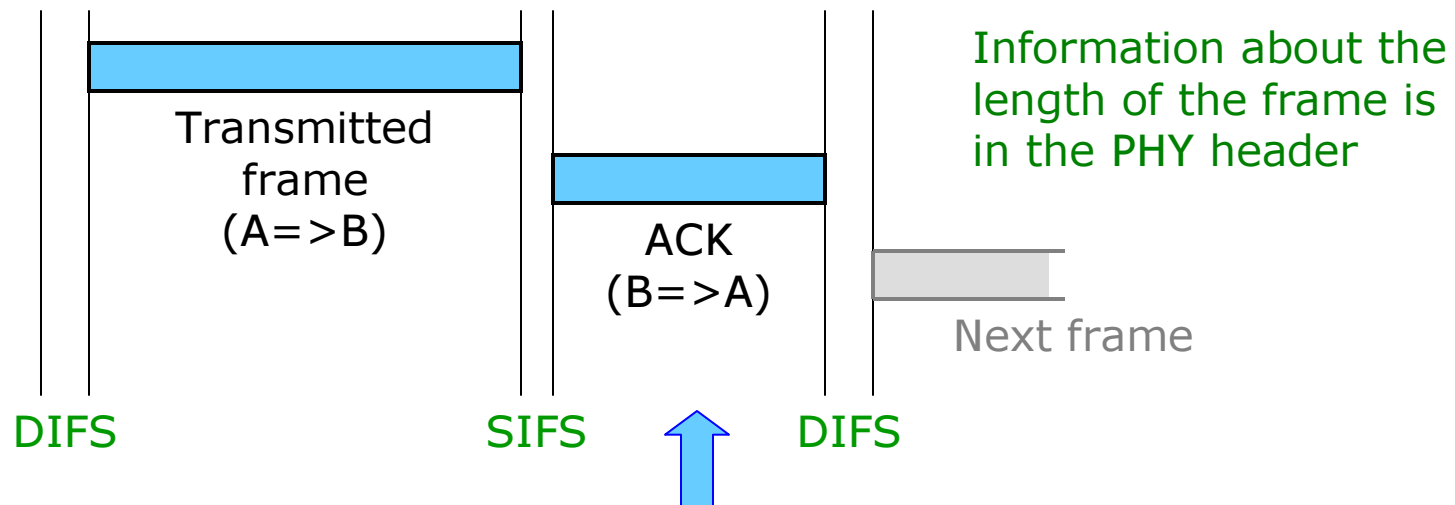 Information about the
length of the frame is
in the PHY header
Transmitted
frame
(A=>B)
ACK
(B=>A)
Next frame
DIFS
SIFS
DIFS